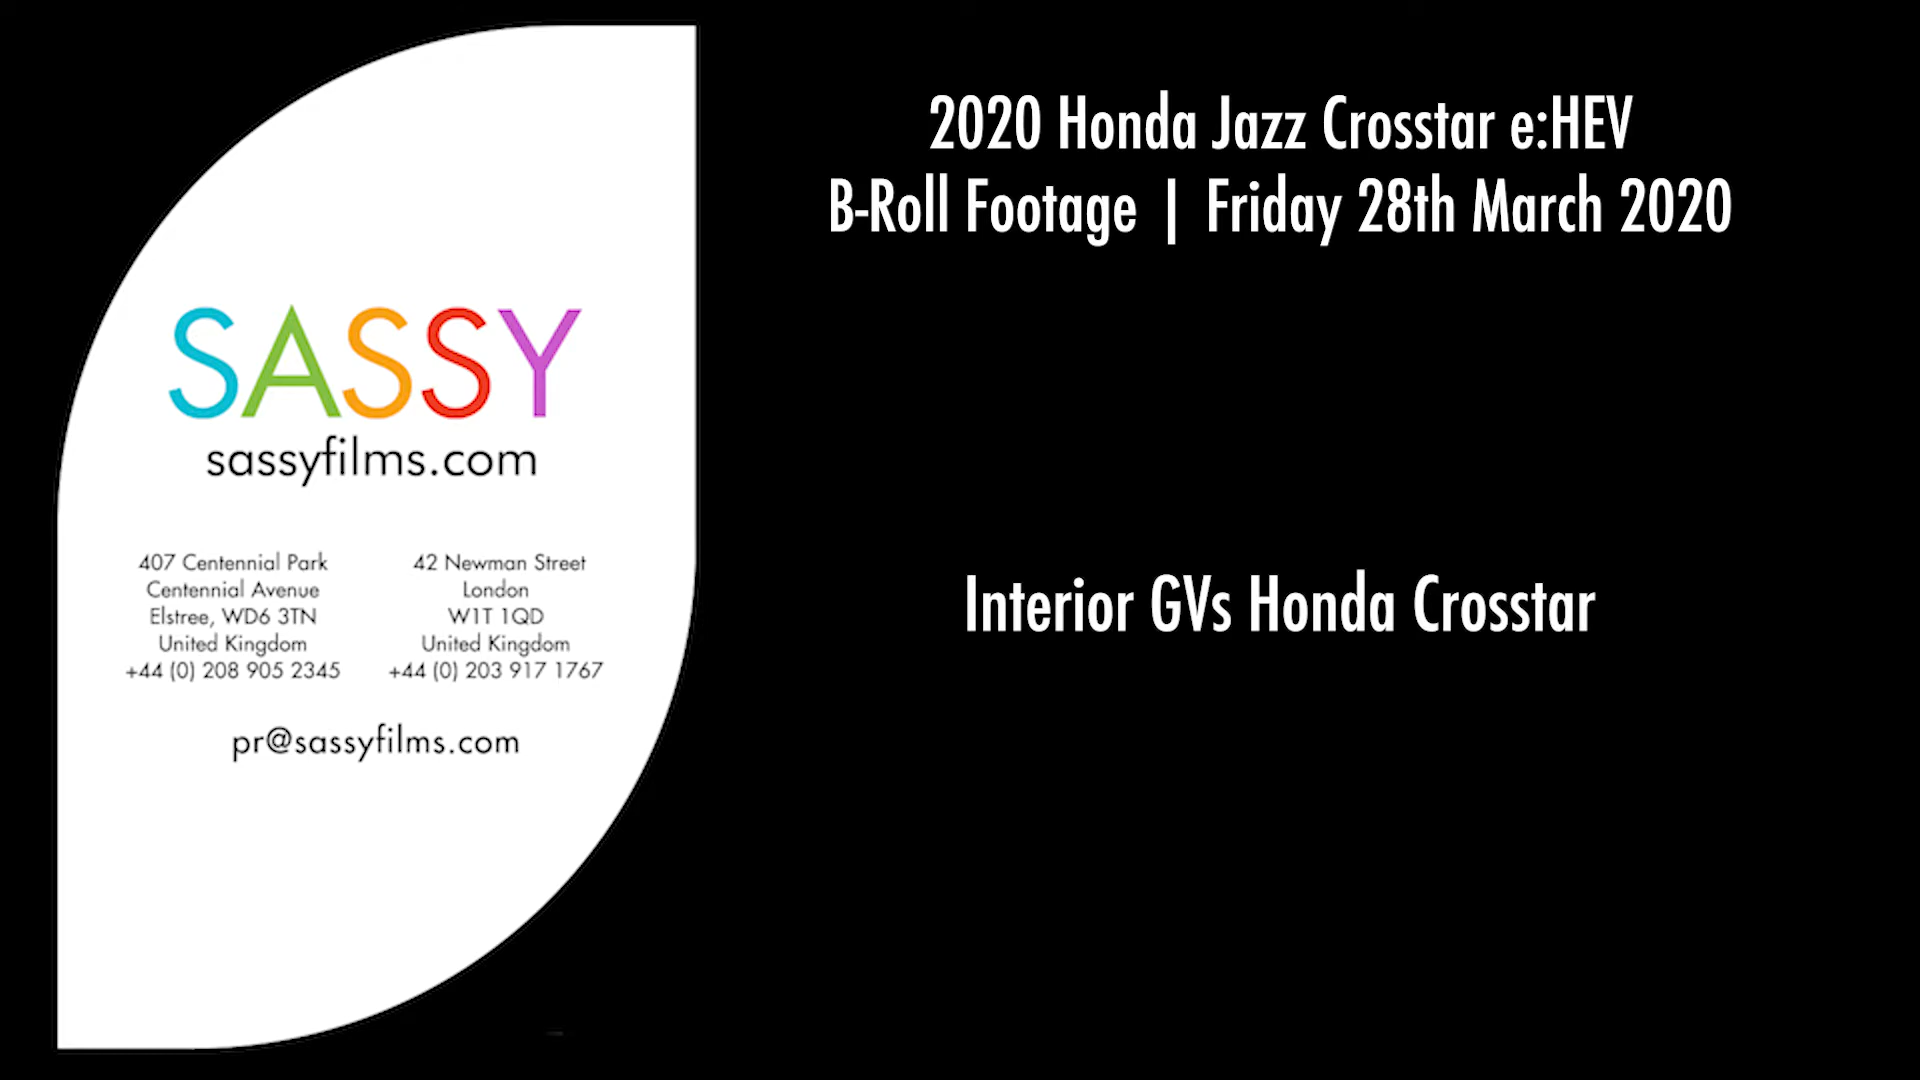 2020 Honda Jazz Crosstar e:HEV
B-Roll Footage | Friday 28th March 2020
SASSY
sassyfilms.com
407 Centennial Park
Centennial Avenue
Elstree, WD6 3TN
United Kingdom
+44 (0) 208 905 2345
42 Newman Street
London
W1T 1QD
United Kingdom
+44 (0) 203 917 1767
pr@sassyfilms.com
Interior GVs Honda Crosstar